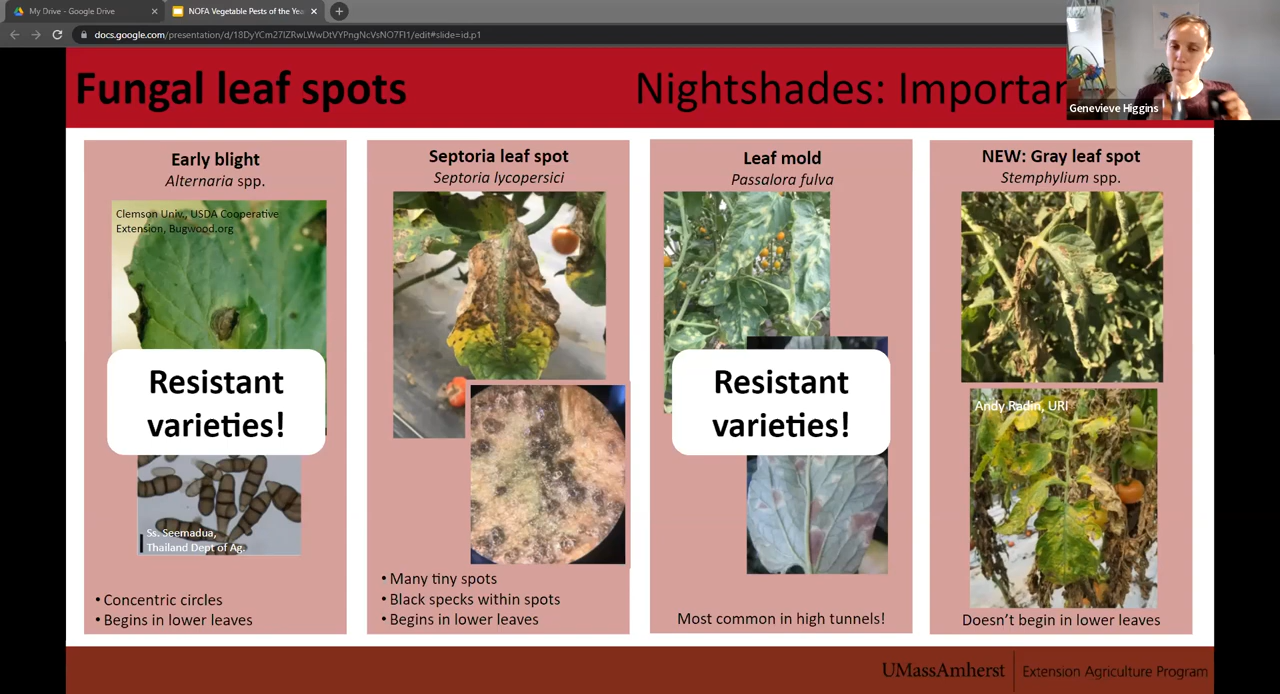 My Drive - Google Drive
NOFA Vegetable Pests of the Yea
docs.google.com/presentation/d/18DyYCm27IZRwLWwDtVYPngNcVsNO7Fl1/edit#slide=id.p1
Genevieve Higgins
Fungal leaf spots
Nightshades: Importan
Early blight
Alternaria spp.
Clemson Univ., USDA Cooperative
Extension, Bugwood.org
Resistant
varieties!
Ss. Seemadua,
Thailand Dept of Ag.
• Concentric circles
• Begins in lower leaves
Septoria leaf spot
Septoria lycopersici
• Many tiny spots
• Black specks within spots
• Begins in lower leaves
Leaf mold
Passalora fulva
Resistant
varieties!
Most common in high tunnels!
NEW: Gray leaf spot
Stemphylium spp.
Andy Radin, URI
Doesn't begin in lower leaves
UMassAmherst
Extension Agriculture Program